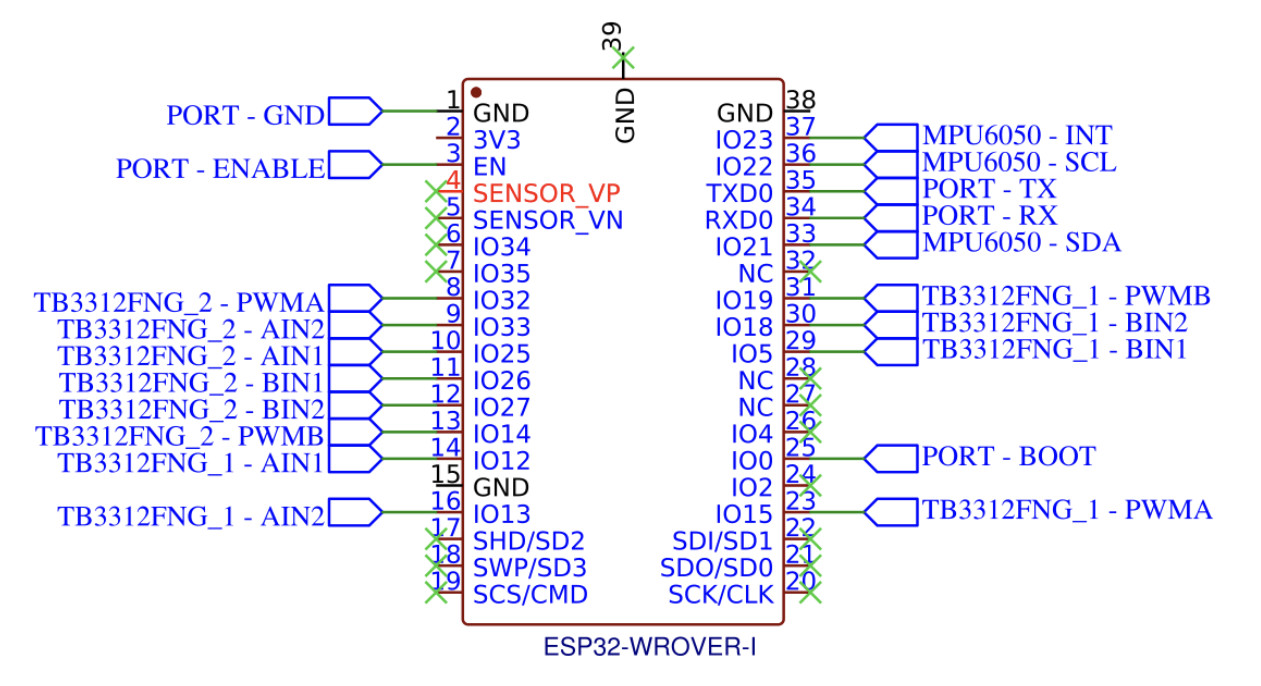 39
GND
PORT - GND 1 GND
2 3V3
PORT - ENABLE 3 EN
4 SENSOR_VP
5 SENSOR_VN
6 IO34
7 IO35
TB3312FNG_2 - PWMA 8 IO32
TB3312FNG_2 - AIN2 9 IO33
TB3312FNG_2 - AIN1 10 IO25
TB3312FNG_2 - BIN1 11 IO26
TB3312FNG_2 - BIN2 12 IO27
TB3312FNG_2 - PWMB 13 IO14
TB3312FNG_1 - AIN1 14 IO12
15 GND
TB3312FNG_1 - AIN2 16 IO13
17 SHD/SD2
18 SWP/SD3
19 SCS/CMD
GND 38
IO23 37 MPU6050 - INT
IO22 36 MPU6050 - SCL
TXD0 35 PORT - TX
RXD0 34 PORT - RX
IO21 33 MPU6050 - SDA
NC 32
IO19 31 TB3312FNG_1 - PWMB
IO18 30 TB3312FNG_1 - BIN2
IO5 29 TB3312FNG_1 - BIN1
NC 28
NC 27
IO4 26
IO0 25 PORT - BOOT
IO2 24
IO15 23 TB3312FNG_1 - PWMA
SDI/SD1 22
SDO/SD0 21
SCK/CLK 20
ESP32-WROVER-I